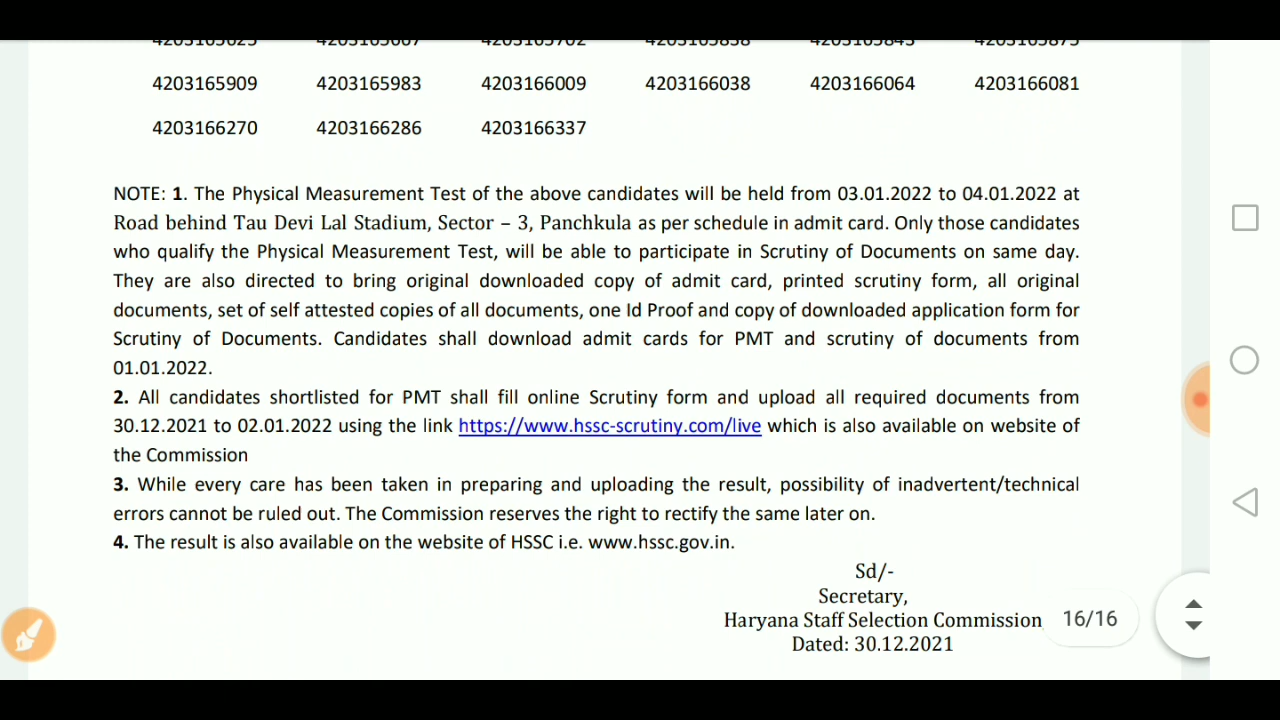 4203165909 4203165983 4203166009 4203166038 4203166064 4203166081
4203166270 4203166286 4203166337
NOTE: 1. The Physical Measurement Test of the above candidates will be held from 03.01.2022 to 04.01.2022 at
Road behind Tau Devi Lal Stadium, Sector – 3, Panchkula as per schedule in admit card. Only those candidates
who qualify the Physical Measurement Test, will be able to participate in Scrutiny of Documents on same day.
They are also directed to bring original downloaded copy of admit card, printed scrutiny form, all original
documents, set of self attested copies of all documents, one Id Proof and copy of downloaded application form for
Scrutiny of Documents. Candidates shall download admit cards for PMT and scrutiny of documents from
01.01.2022.
2. All candidates shortlisted for PMT shall fill online Scrutiny form and upload all required documents from
30.12.2021 to 02.01.2022 using the link https://www.hssc-scrutiny.com/live which is also available on website of
the Commission
3. While every care has been taken in preparing and uploading the result, possibility of inadvertent/technical
errors cannot be ruled out. The Commission reserves the right to rectify the same later on.
4. The result is also available on the website of HSSC i.e. www.hssc.gov.in.
Sd/-
Secretary,
Haryana Staff Selection Commission
16/16
Dated: 30.12.2021